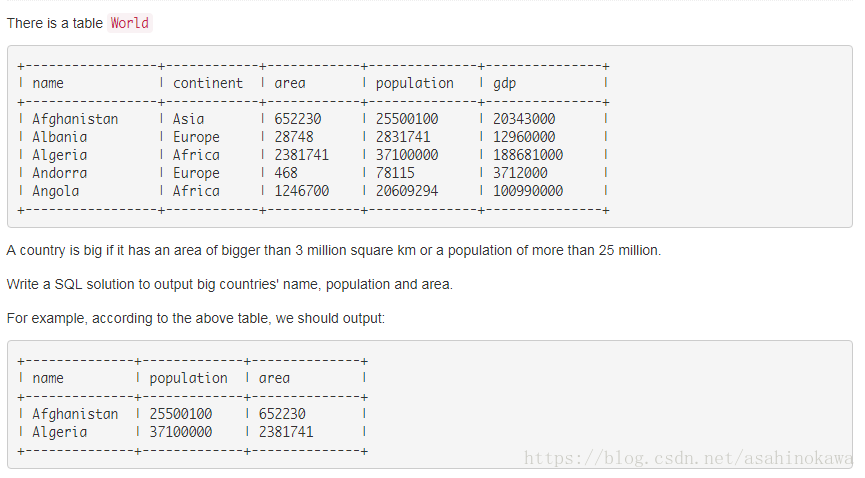 There is a table World
+----------------+------------+------------+--------------+---------------+
| name            | continent  | area       | population   | gdp           |
+----------------+------------+------------+--------------+---------------+
| Afghanistan     | Asia       | 652230     | 25500100     | 20343000      |
| Albania         | Europe     | 28748      | 2831741      | 12960000      |
| Algeria         | Africa     | 2381741    | 37100000     | 188681000     |
| Andorra         | Europe     | 468        | 78115        | 3712000       |
| Angola          | Africa     | 1246700    | 20609294     | 100990000     |
+----------------+------------+------------+--------------+---------------+
A country is big if it has an area of bigger than 3 million square km or a population of more than 25 million.
Write a SQL solution to output big countries' name, population and area.
For example, according to the above table, we should output:
+--------------+-------------+--------------+
| name         | population  | area         |
+--------------+-------------+--------------+
| Afghanistan  | 25500100    | 652230       |
| Algeria      | 37100000    | 2381741      |
+--------------+-------------+--------------+
https://blog.csdn.net/asahinokawa